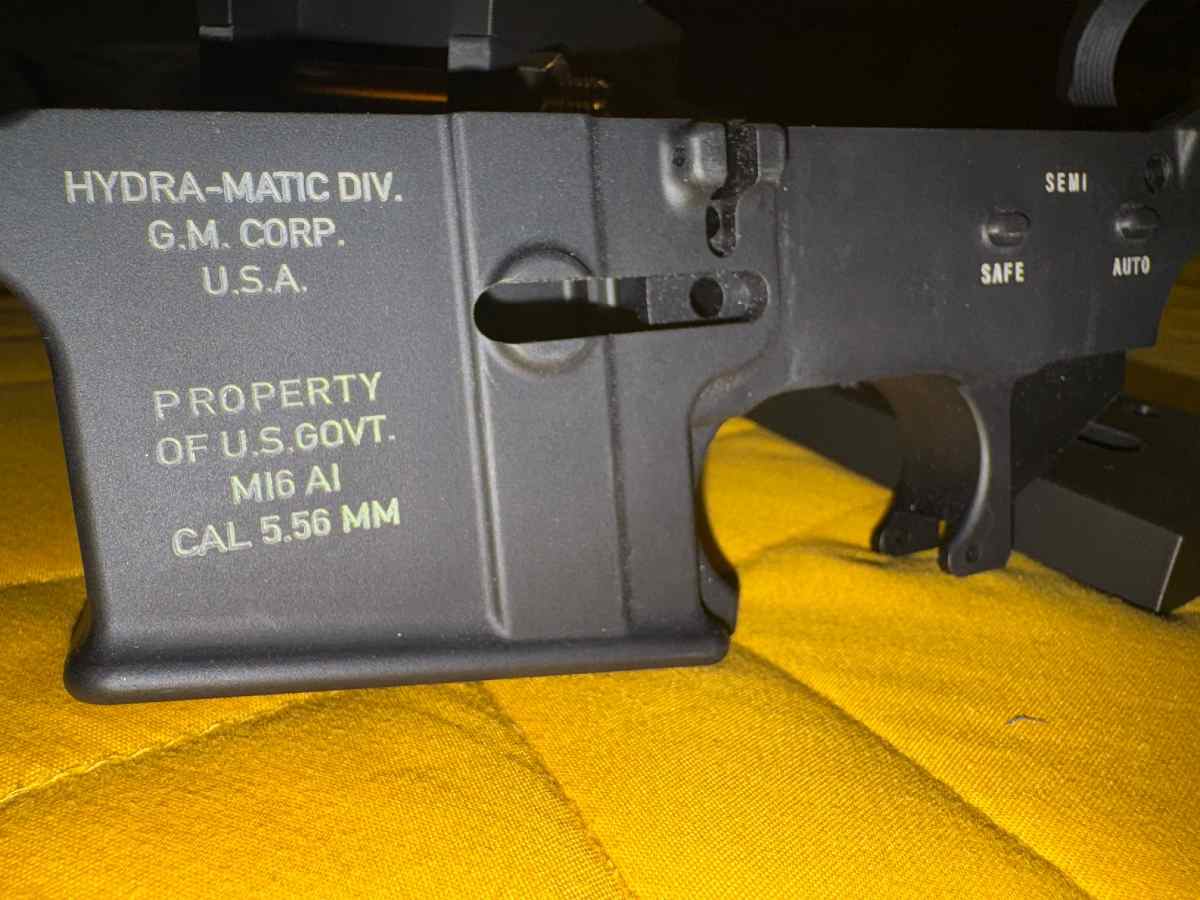 HYDRA-MATIC DIV.
G.M. CORP.
U.S.A.
PROPERTY
OF U.S.GOVT.
M16 A1
CAL 5.56 MM
SEMI
SAFE
AUTO